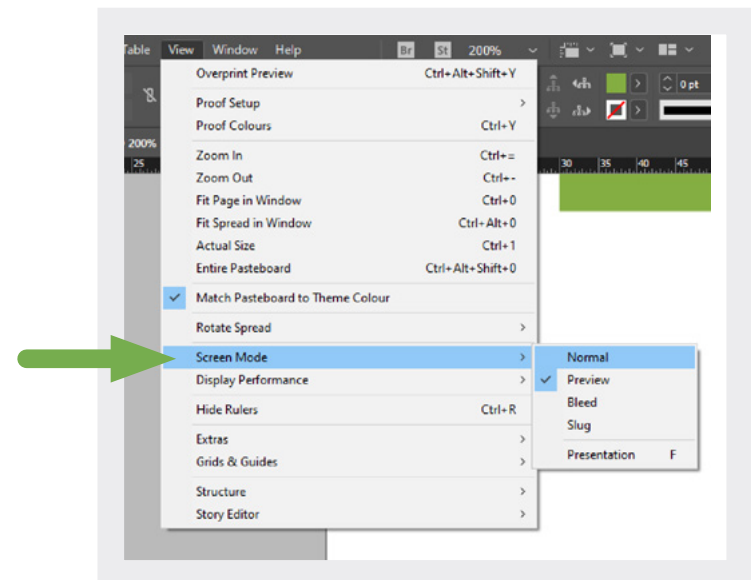 Table View Window Help Br St 200%
Overprint Preview Ctrl+Alt+Shift+Y
Proof Setup
Proof Colours Ctrl+Y
0 pt
200%
Zoom In Ctrl+=
25 30 35 40 45
Zoom Out Ctrl+-
Fit Page in Window Ctrl+0
Fit Spread in Window Ctrl+Alt+0
Actual Size Ctrl+1
Entire Pasteboard Ctrl+Alt+Shift+0
Match Pasteboard to Theme Colour
Rotate Spread
Screen Mode Normal
Display Performance Preview
Bleed
Hide Rulers Ctrl+R
Slug
Extras
Presentation F
Grids & Guides
Structure
Story Editor